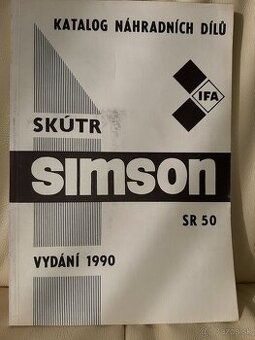 KATALOG NÁHRADNÍCH DÍLŮ
IFA
SKÚTR
simson
SR 50
VYDÁNÍ 1990